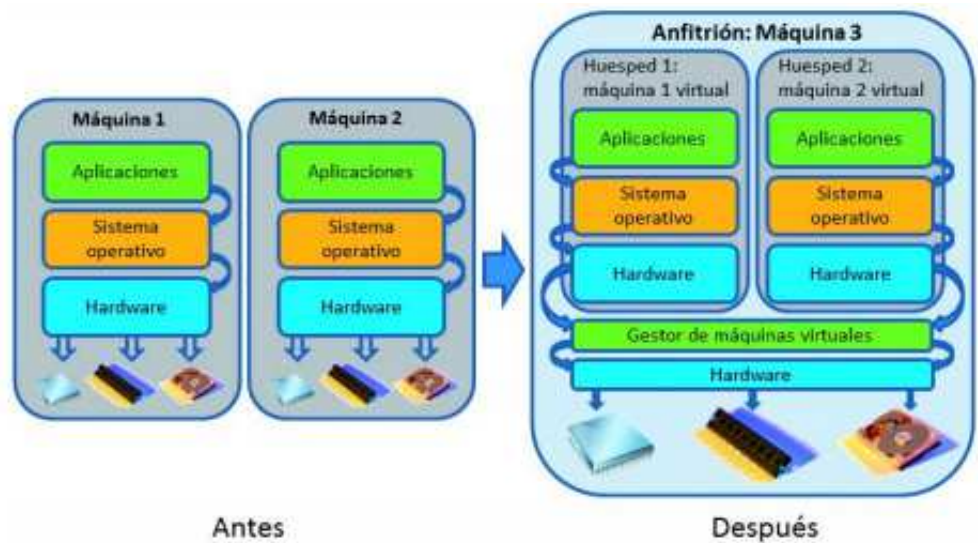 Máquina 1
Aplicaciones
Sistema
operativo
Hardware
Máquina 2
Aplicaciones
Sistema
operativo
Hardware
Antes
Anfitrión: Máquina 3
Huesped 1:
máquina 1 virtual
Aplicaciones
Sistema
operativo
Hardware
Huesped 2:
máquina 2 virtual
Aplicaciones
Sistema
operativo
Hardware
Gestor de máquinas virtuales
Hardware
Después